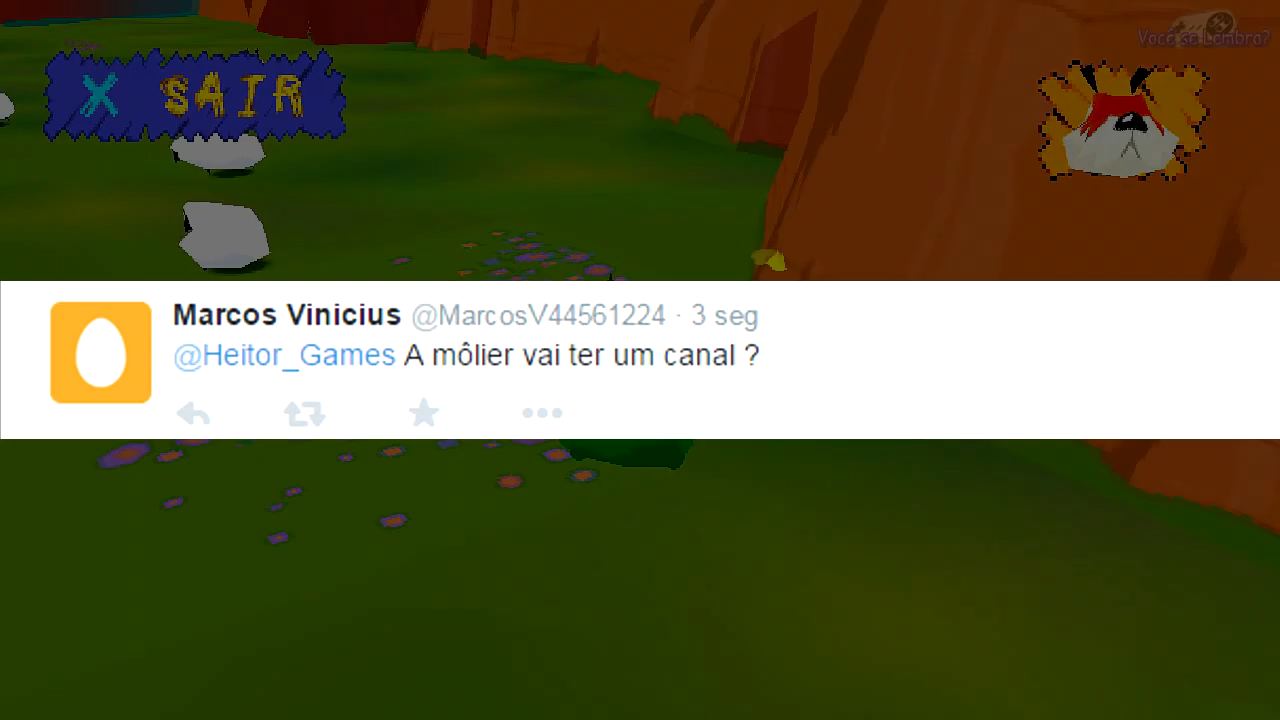 Você se Lembra?
X SAIR
Marcos Vinicius @MarcosV44561224 · 3 seg
@Heitor_Games A môlier vai ter um canal ?